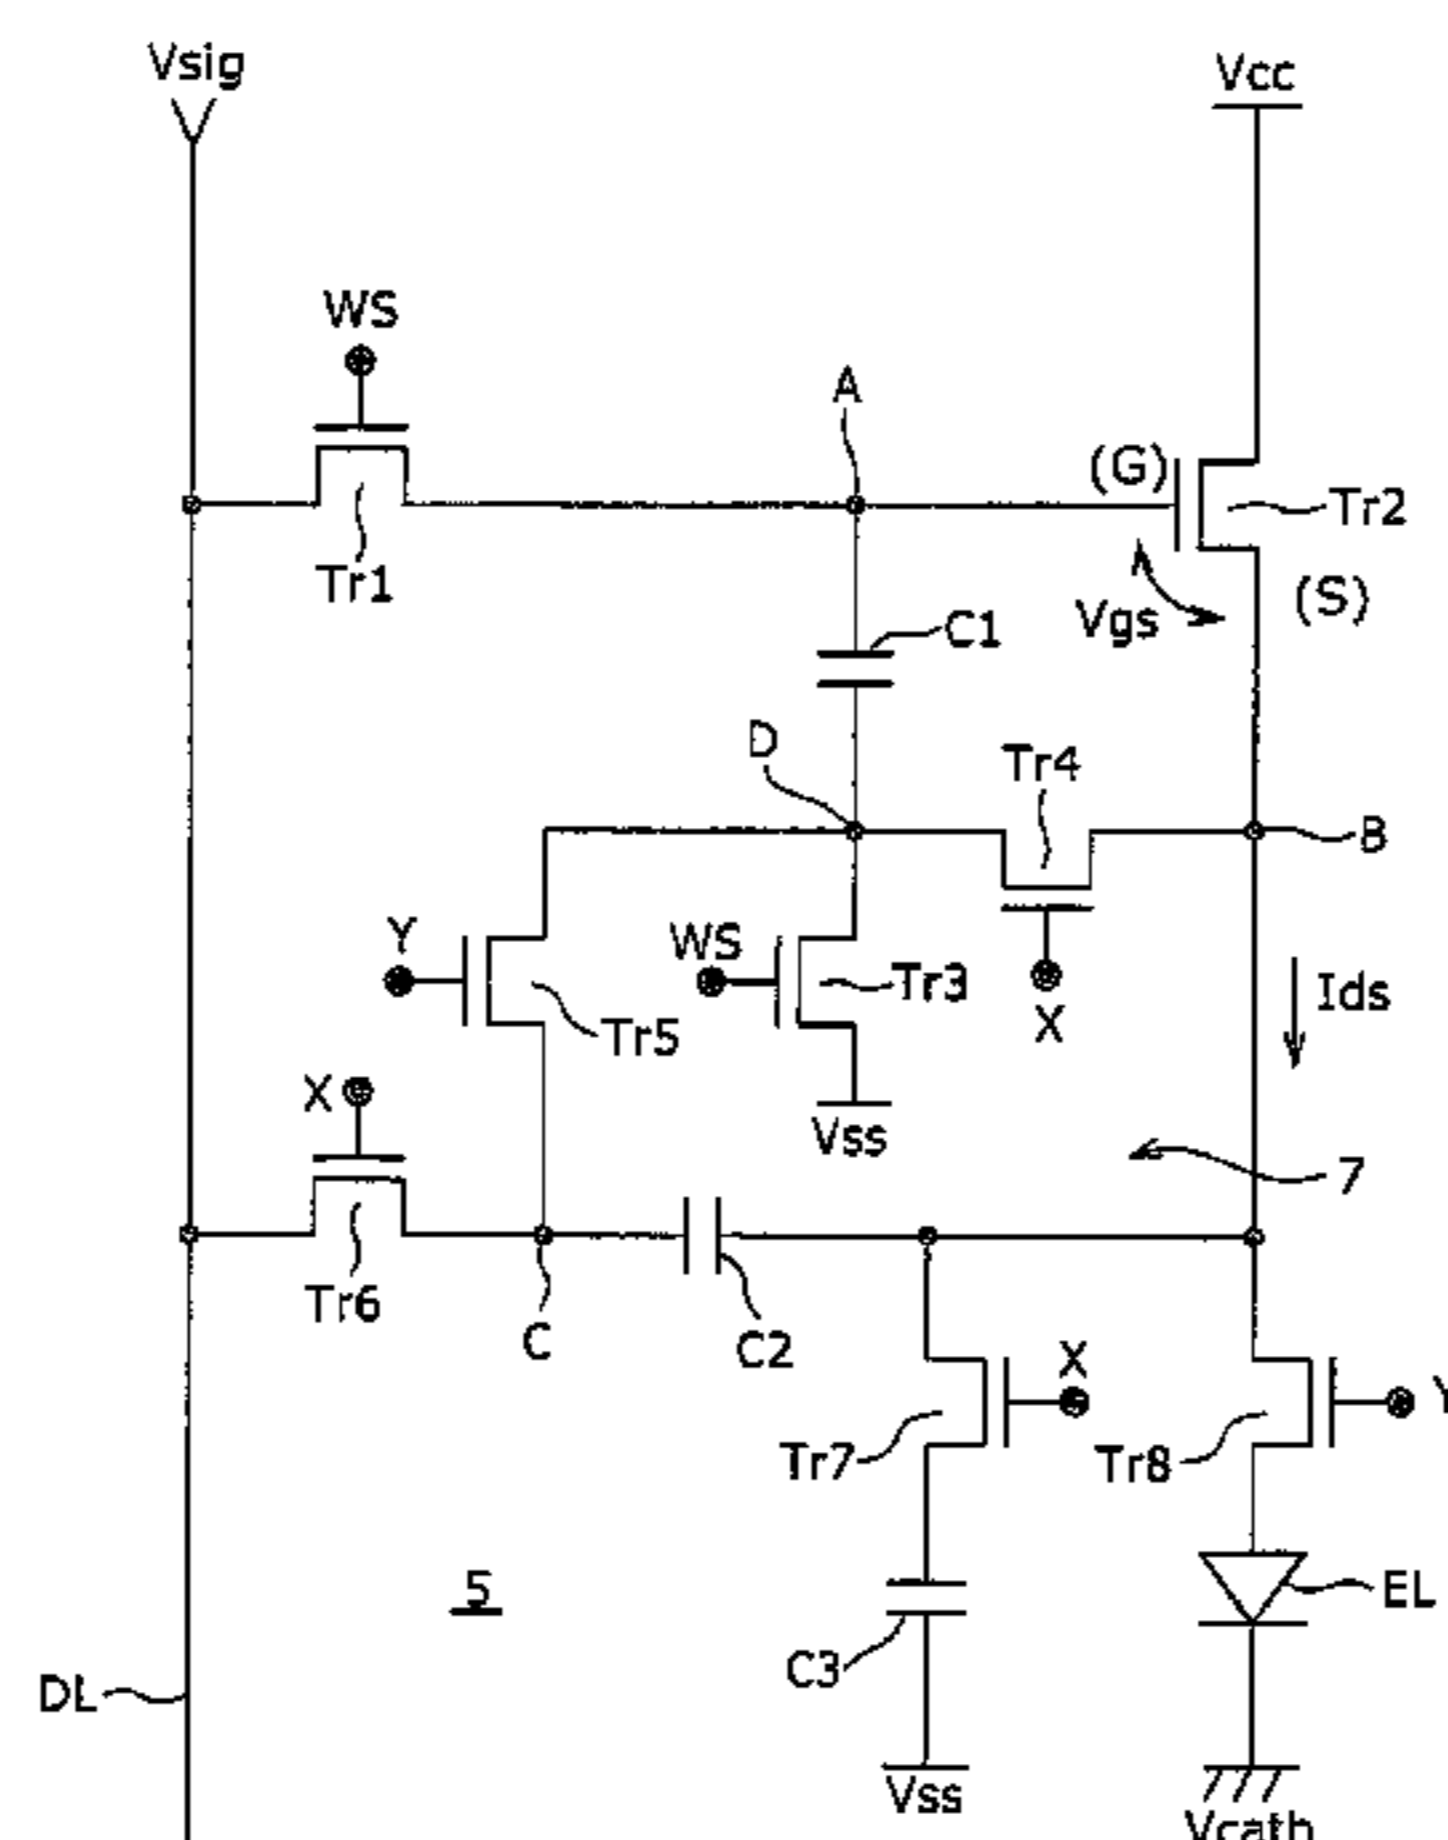 Vsig
Vcc
WS
A
(G)
Tr2
Tr1
(S)
Vgs
C1
D
Tr4
B
Y
WS
Tr3
Ids
X
Tr5
X
Vss
7
Tr6
C
C2
X
Y
Tr7
Tr8
5
EL
C3
DL
Vss
Vcath